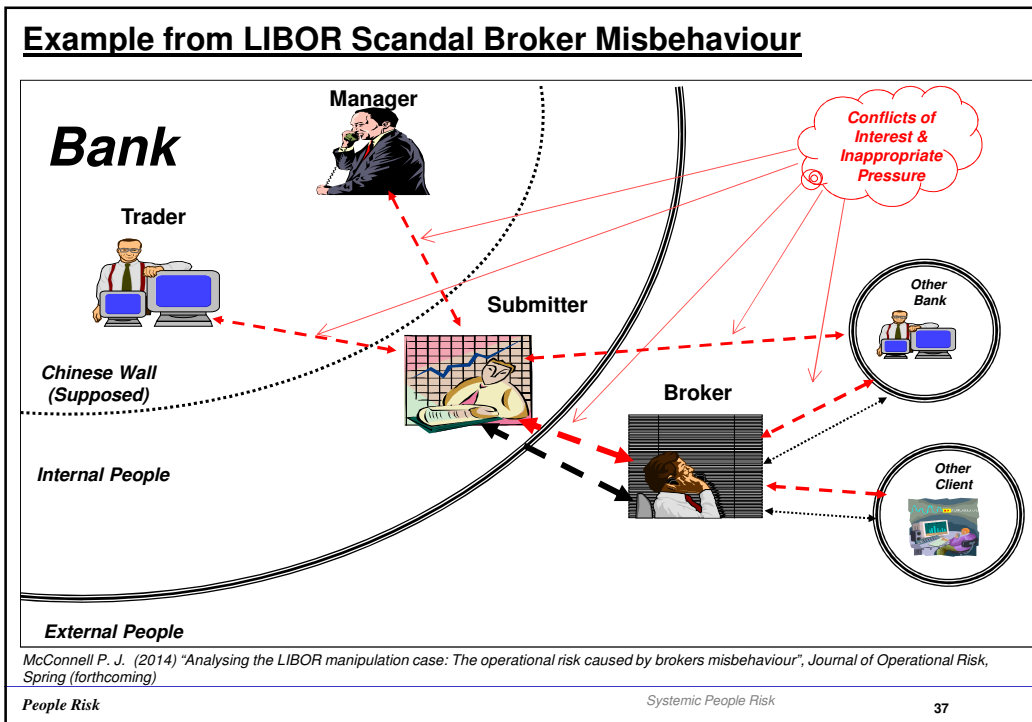 Example from LIBOR Scandal Broker Misbehaviour
Manager
Bank
Conflicts of
Interest &
Inappropriate
Pressure
Trader
Submitter
Other
Bank
Chinese Wall
(Supposed)
Broker
Internal People
Other
Client
External People
McConnell P. J. (2014) “Analysing the LIBOR manipulation case: The operational risk caused by brokers misbehaviour”, Journal of Operational Risk,
Spring (forthcoming)
People Risk
Systemic People Risk
37